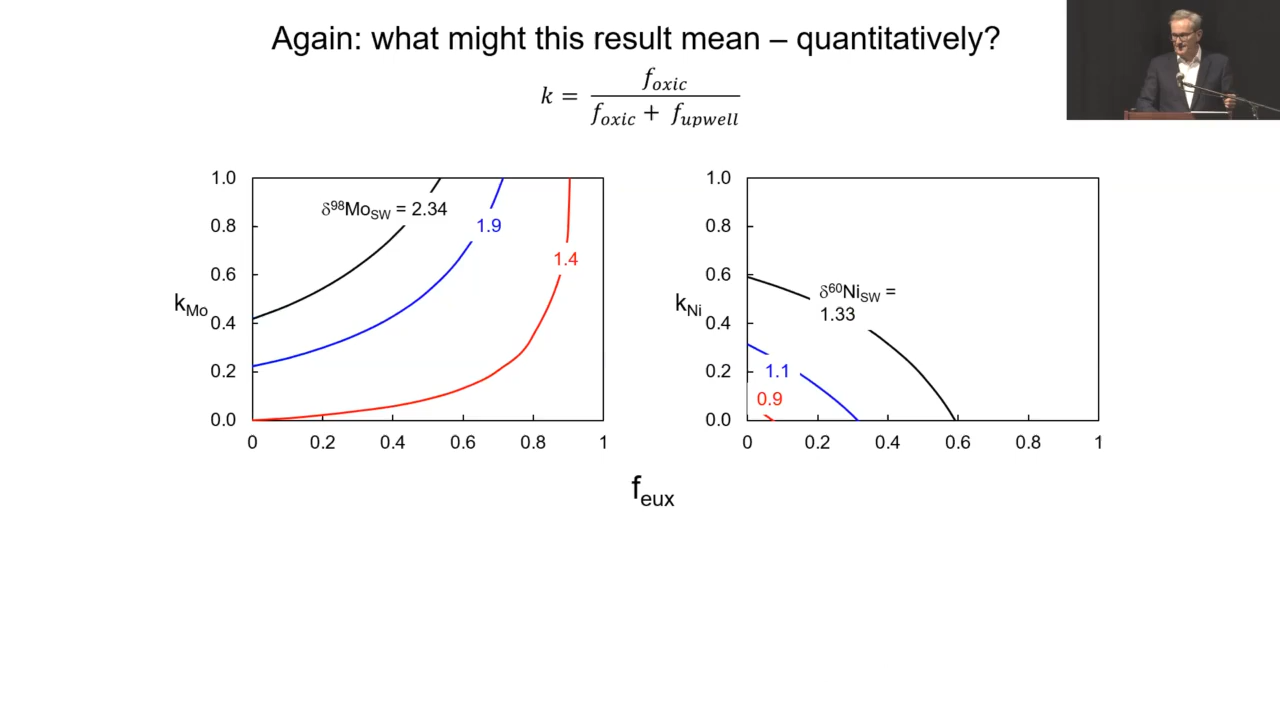 Again: what might this result mean – quantitatively?
k = f_oxic / (f_oxic + f_upwell)
1.0
0.8
0.6
0.4
0.2
0.0
k_Mo
δ⁹⁸Mo_SW = 2.34
1.9
1.4
0 0.2 0.4 0.6 0.8 1
1.0
0.8
0.6
0.4
0.2
0.0
k_Ni
δ⁶⁰Ni_SW =
1.33
1.1
0.9
0 0.2 0.4 0.6 0.8 1
f_eux